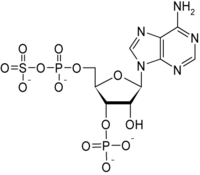 NH₂
N N
O O O N N
O S O P O
O⁻ O⁻
O OH
O P O⁻
O⁻